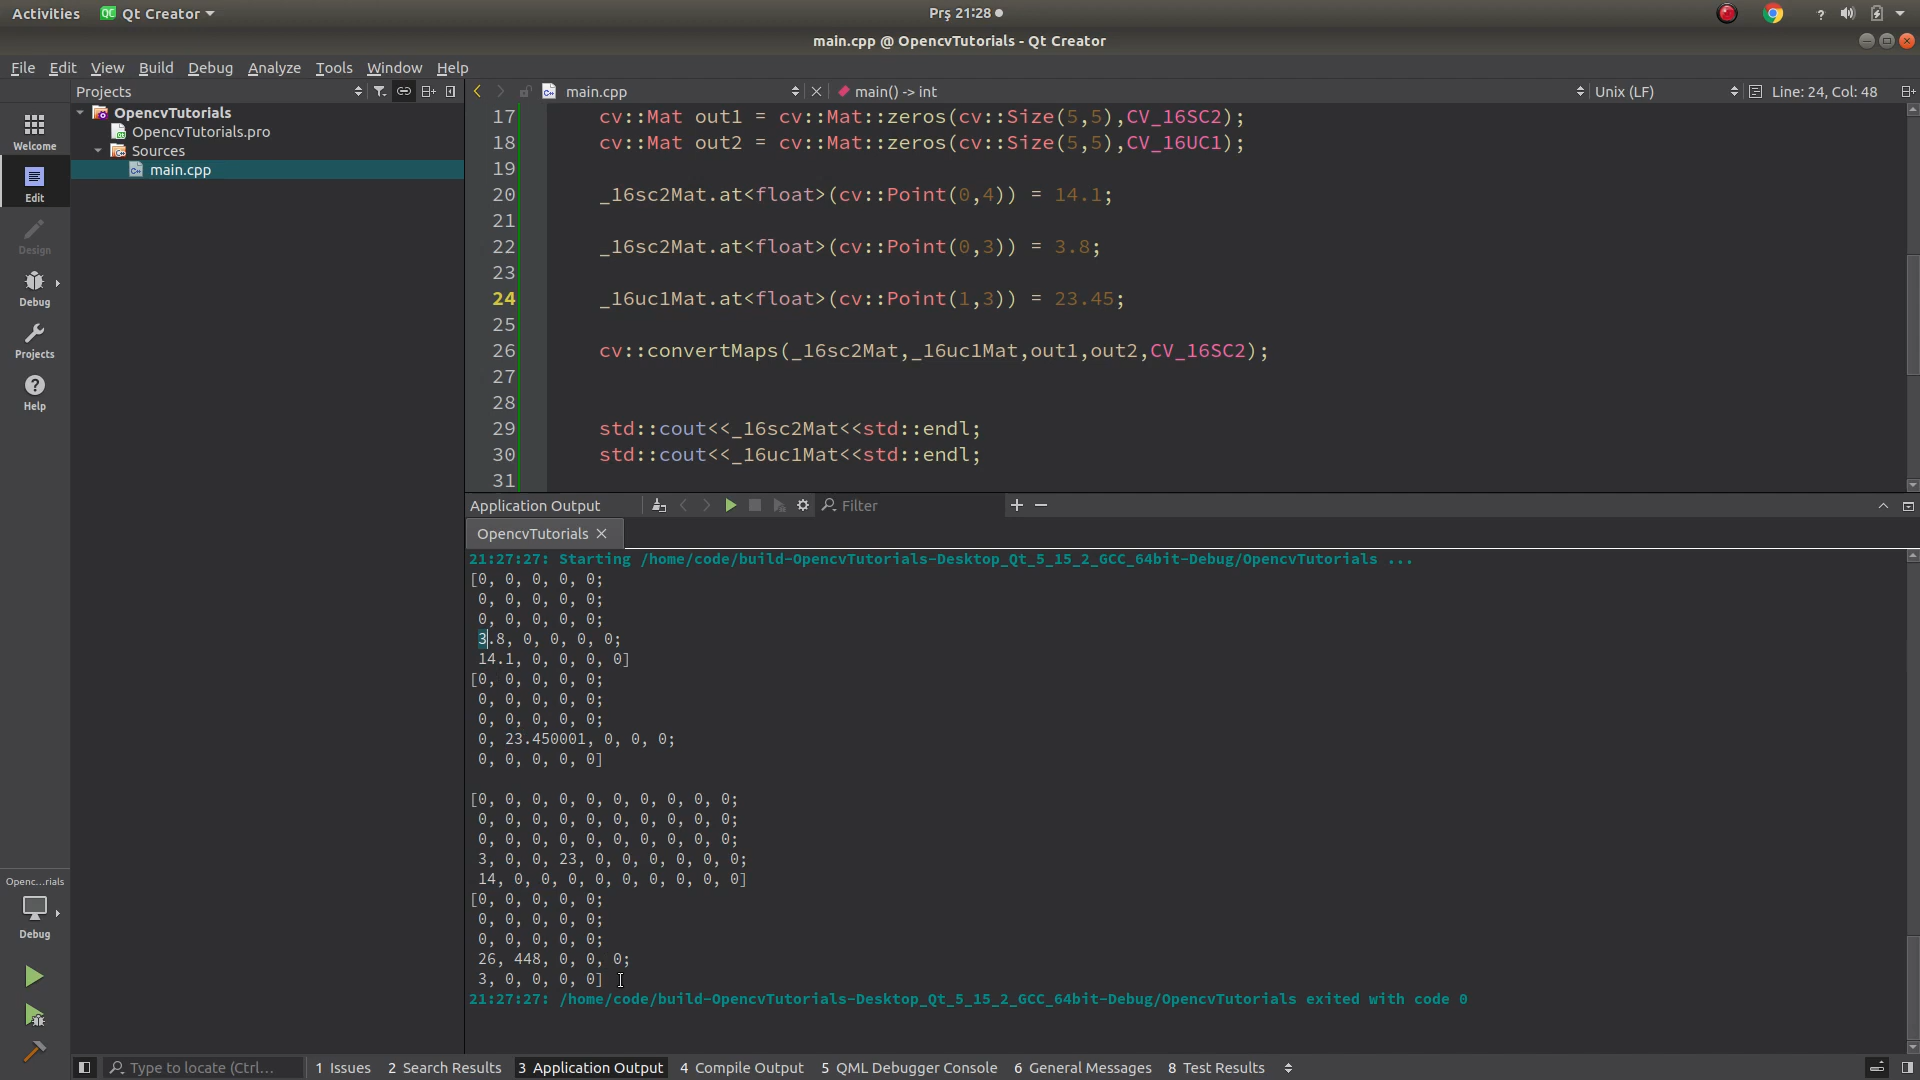 Activities Qt Creator Prş 21:28
main.cpp @ OpencvTutorials - Qt Creator
File Edit View Build Debug Analyze Tools Window Help
Projects main.cpp main() -> int Unix (LF) Line: 24, Col: 48
OpencvTutorials
OpencvTutorials.pro
Sources
main.cpp
Welcome
Edit
Design
Debug
Projects
Help
Openc...rials
Debug
17 cv::Mat out1 = cv::Mat::zeros(cv::Size(5,5),CV_16SC2);
18 cv::Mat out2 = cv::Mat::zeros(cv::Size(5,5),CV_16UC1);
19
20 _16sc2Mat.at<float>(cv::Point(0,4)) = 14.1;
21
22 _16sc2Mat.at<float>(cv::Point(0,3)) = 3.8;
23
24 _16uc1Mat.at<float>(cv::Point(1,3)) = 23.45;
25
26 cv::convertMaps(_16sc2Mat,_16uc1Mat,out1,out2,CV_16SC2);
27
28
29 std::cout<<_16sc2Mat<<std::endl;
30 std::cout<<_16uc1Mat<<std::endl;
31
Application Output Filter
OpencvTutorials
21:27:27: Starting /home/code/build-OpencvTutorials-Desktop_Qt_5_15_2_GCC_64bit-Debug/OpencvTutorials ...
[0, 0, 0, 0, 0;
0, 0, 0, 0, 0;
0, 0, 0, 0, 0;
3.8, 0, 0, 0, 0;
14.1, 0, 0, 0, 0]
[0, 0, 0, 0, 0;
0, 0, 0, 0, 0;
0, 0, 0, 0, 0;
0, 23.450001, 0, 0, 0;
0, 0, 0, 0, 0]
[0, 0, 0, 0, 0, 0, 0, 0, 0, 0;
0, 0, 0, 0, 0, 0, 0, 0, 0, 0;
0, 0, 0, 0, 0, 0, 0, 0, 0, 0;
3, 0, 0, 23, 0, 0, 0, 0, 0, 0;
14, 0, 0, 0, 0, 0, 0, 0, 0, 0]
[0, 0, 0, 0, 0;
0, 0, 0, 0, 0;
0, 0, 0, 0, 0;
26, 448, 0, 0, 0;
3, 0, 0, 0, 0]
21:27:27: /home/code/build-OpencvTutorials-Desktop_Qt_5_15_2_GCC_64bit-Debug/OpencvTutorials exited with code 0
Type to locate (Ctrl... 1 Issues 2 Search Results 3 Application Output 4 Compile Output 5 QML Debugger Console 6 General Messages 8 Test Results